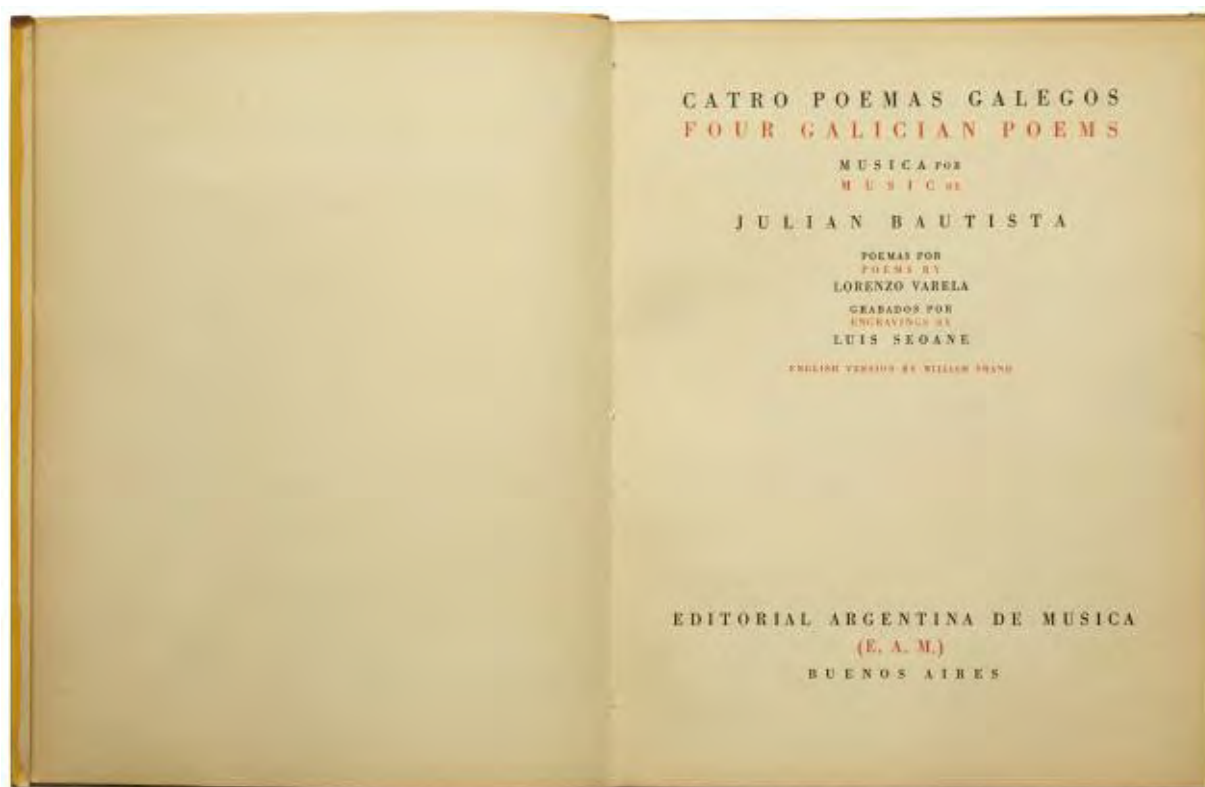 CATRO POEMAS GALEGOS
FOUR GALICIAN POEMS
MUSICA POR
MUSIC BY
JULIAN BAUTISTA
POEMAS POR
POEMS BY
LORENZO VARELA
GRABADOS POR
ENGRAVINGS BY
LUIS SEOANE
ENGLISH VERSION BY WILLIAM SHAND
EDITORIAL ARGENTINA DE MUSICA
(E. A. M.)
BUENOS AIRES